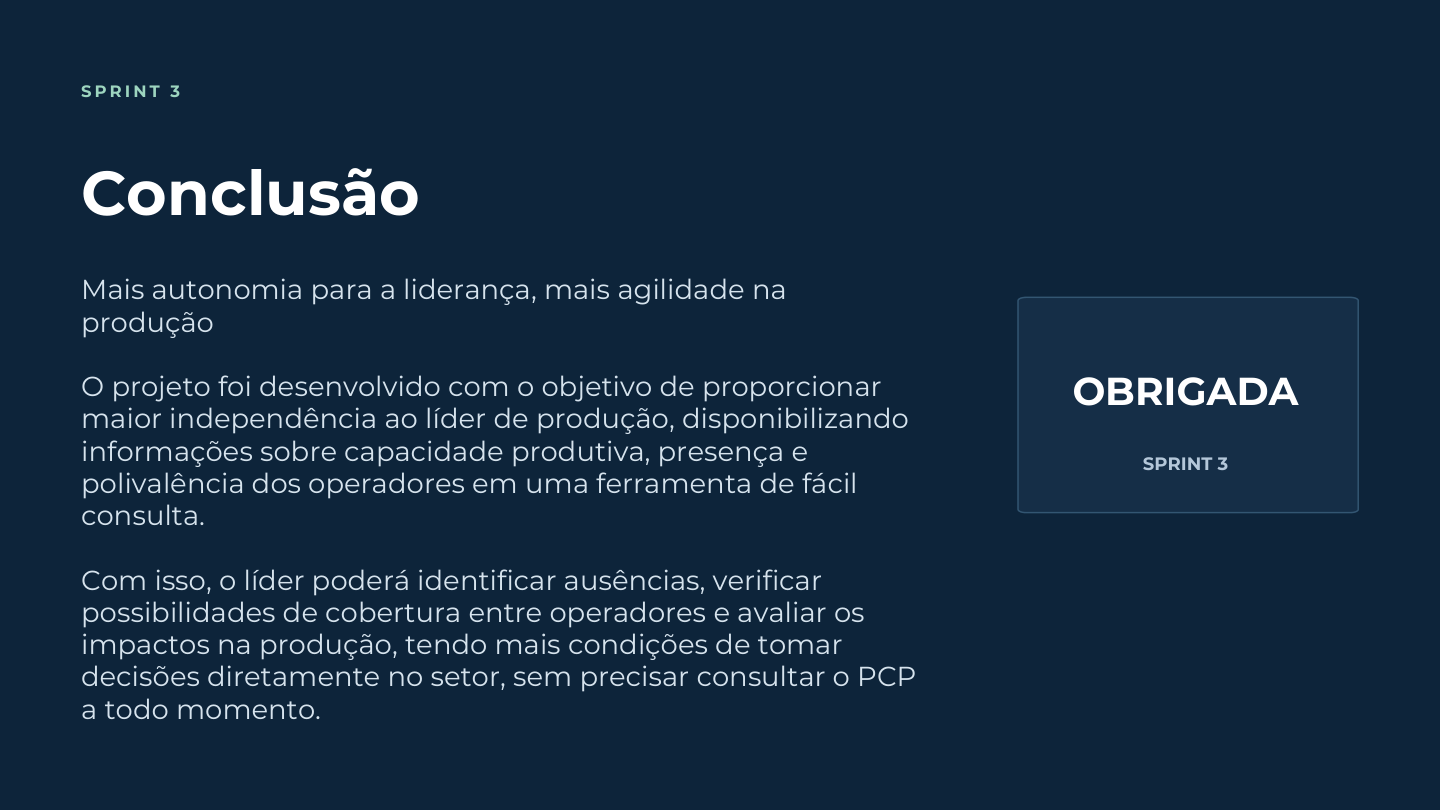 SPRINT 3
Conclusão
Mais autonomia para a liderança, mais agilidade na
produção
O projeto foi desenvolvido com o objetivo de proporcionar
maior independência ao líder de produção, disponibilizando
informações sobre capacidade produtiva, presença e
polivalência dos operadores em uma ferramenta de fácil
consulta.
Com isso, o líder poderá identificar ausências, verificar
possibilidades de cobertura entre operadores e avaliar os
impactos na produção, tendo mais condições de tomar
decisões diretamente no setor, sem precisar consultar o PCP
a todo momento.
OBRIGADA
SPRINT 3